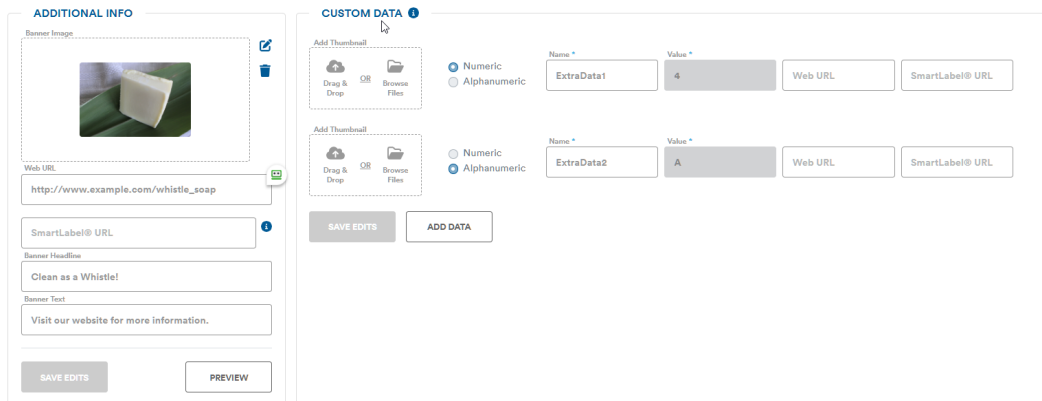 ADDITIONAL INFO
Banner Image
Web URL
http://www.example.com/whistle_soap
SmartLabel® URL
Banner Headline
Clean as a Whistle!
Banner Text
Visit our website for more information.
SAVE EDITS
PREVIEW
CUSTOM DATA
Add Thumbnail
Drag & Drop
OR
Browse Files
Numeric
Alphanumeric
Name *
ExtraData1
Value *
4
Web URL
SmartLabel® URL
Add Thumbnail
Drag & Drop
OR
Browse Files
Numeric
Alphanumeric
Name *
ExtraData2
Value *
A
Web URL
SmartLabel® URL
SAVE EDITS
ADD DATA